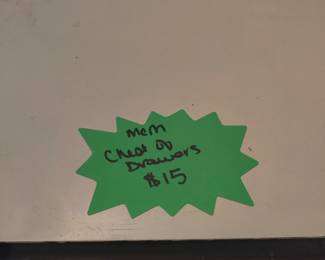 MCM
Chest of
Drawers
$15